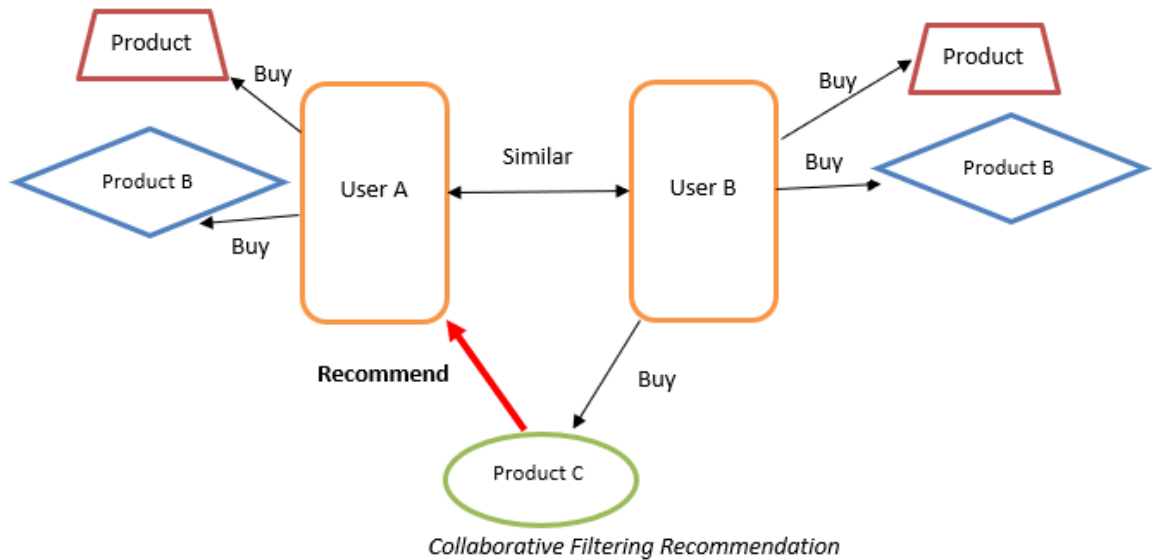 Product
Product
Buy
Buy
Similar
Buy
Product B
Product B
User A
User B
Buy
Recommend
Buy
Product C
Collaborative Filtering Recommendation